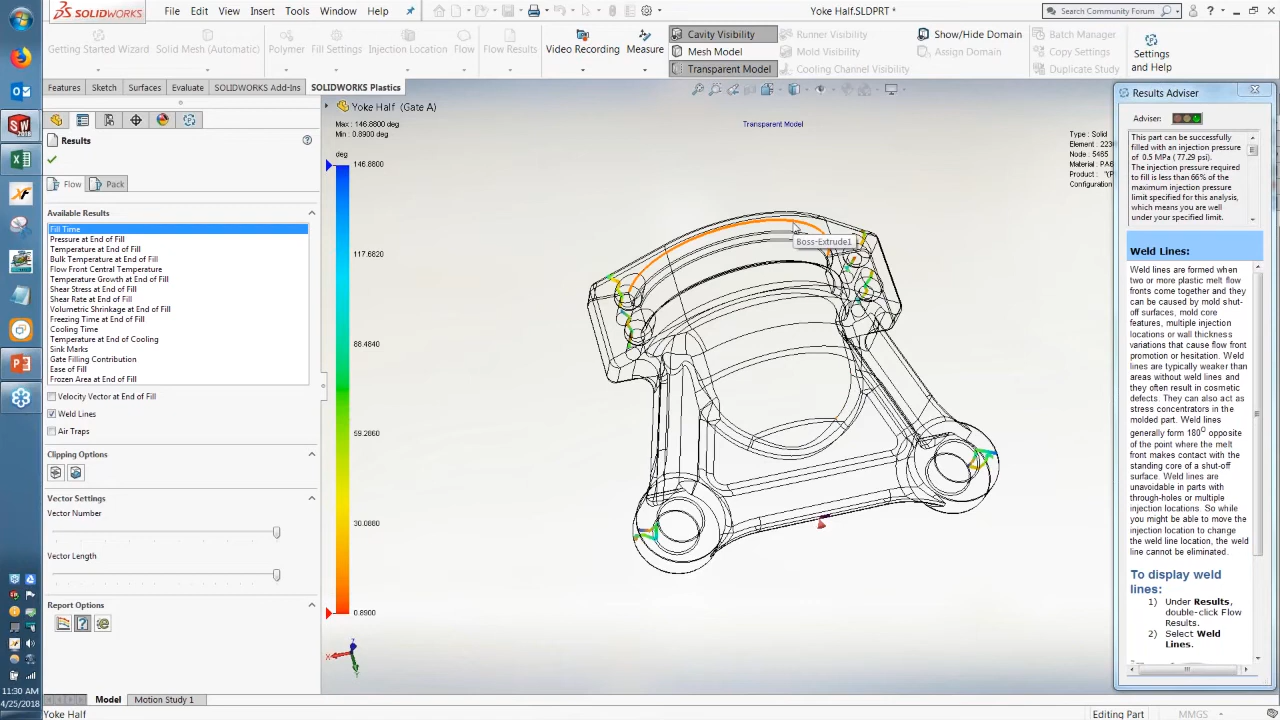 SOLIDWORKS
File Edit View Insert Tools Window Help
Yoke Half.SLDPRT *
Search Community Forum
Getting Started Wizard
Solid Mesh (Automatic)
Polymer
Fill Settings
Injection Location
Flow
Flow Results
Video Recording
Measure
Cavity Visibility
Mesh Model
Transparent Model
Runner Visibility
Mold Visibility
Cooling Channel Visibility
Show/Hide Domain
Assign Domain
Batch Manager
Copy Settings
Duplicate Study
Settings
and Help
Features Sketch Surfaces Evaluate SOLIDWORKS Add-Ins SOLIDWORKS Plastics
Results
Flow Pack
Available Results
Fill Time
Pressure at End of Fill
Temperature at End of Fill
Bulk Temperature at End of Fill
Flow Front Central Temperature
Temperature Growth at End of Fill
Shear Stress at End of Fill
Shear Rate at End of Fill
Volumetric Shrinkage at End of Fill
Freezing Time at End of Fill
Cooling Time
Temperature at End of Cooling
Sink Marks
Gate Filling Contribution
Ease of Fill
Frozen Area at End of Fill
Velocity Vector at End of Fill
Weld Lines
Air Traps
Clipping Options
Vector Settings
Vector Number
Vector Length
Report Options
Yoke Half (Gate A)
Max : 146.8800 deg
Min : 0.8900 deg
deg
146.8800
117.6620
88.4840
59.2860
30.0880
0.8900
Transparent Model
Type : Solid
Element : 223
Node : 5465
Material : PA6
Product : "(P
Configuration
Boss-Extrude1
X
Y
Z
Results Adviser
Adviser:
This part can be successfully
filled with an injection pressure
of 0.5 MPa ( 77.29 psi).
The injection pressure required
to fill is less than 66% of the
maximum injection pressure
limit specified for this analysis,
which means you are well
under your specified limit.
Weld Lines:
Weld lines are formed when
two or more plastic melt flow
fronts come together and they
can be caused by mold shut-
off surfaces, mold core
features, multiple injection
locations or wall thickness
variations that cause flow front
promotion or hesitation. Weld
lines are typically weaker than
areas without weld lines and
they often result in cosmetic
defects. They can also act as
stress concentrators in the
molded part. Weld lines
generally form 180O opposite
of the point where the melt
front makes contact with the
standing core of a shut-off
surface. Weld lines are
unavoidable in parts with
through-holes or multiple
injection locations. So while
you might be able to move the
injection location to change
the weld line location, the weld
line cannot be eliminated.
To display weld
lines:
1) Under Results,
double-click Flow
Results.
2) Select Weld
Lines.
Model Motion Study 1
11:30 AM
4/25/2018
Yoke Half
Editing Part
MMGS